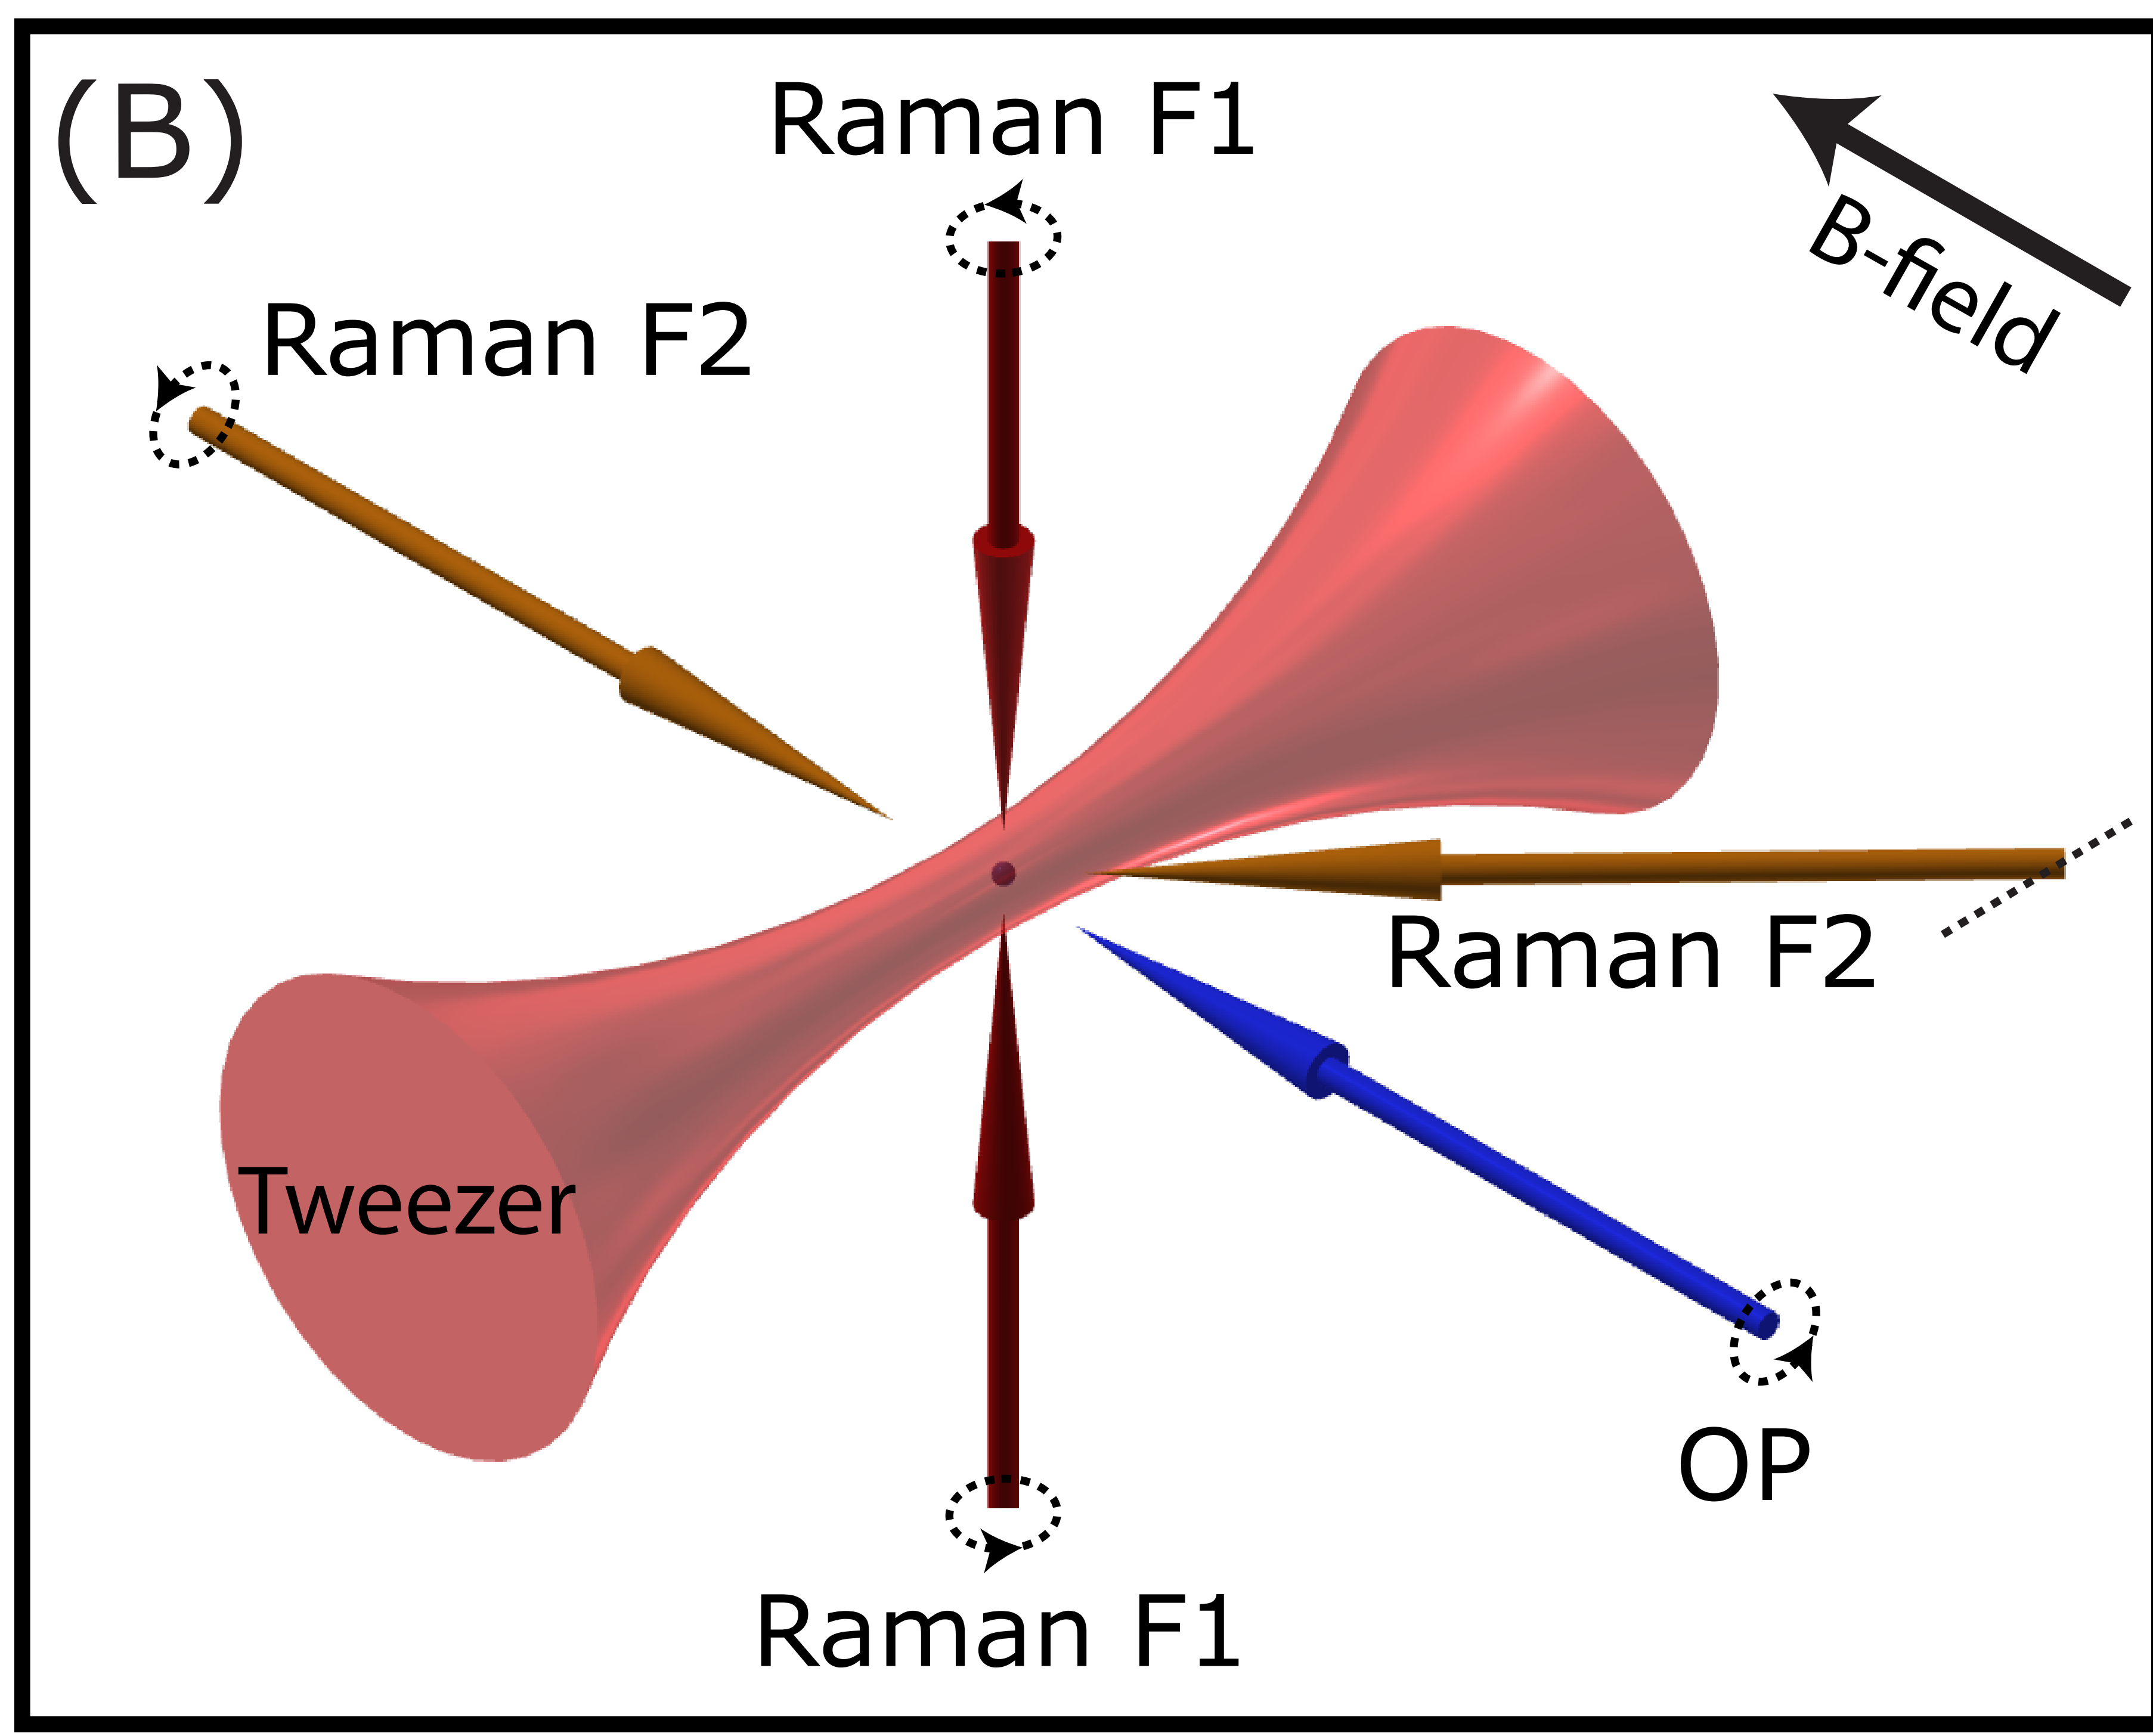 (B)
Raman F1
B-field
Raman F2
Raman F2
Tweezer
OP
Raman F1